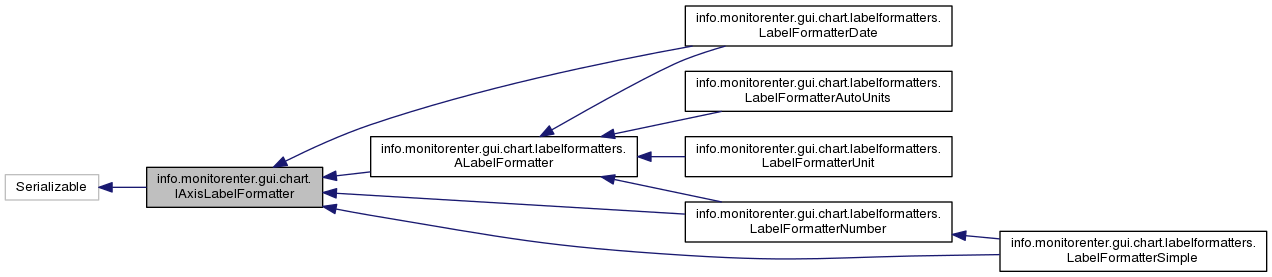 Serializable
info.monitorenter.gui.chart.
IAxisLabelFormatter
info.monitorenter.gui.chart.labelformatters.
ALabelFormatter
info.monitorenter.gui.chart.labelformatters.
LabelFormatterDate
info.monitorenter.gui.chart.labelformatters.
LabelFormatterAutoUnits
info.monitorenter.gui.chart.labelformatters.
LabelFormatterUnit
info.monitorenter.gui.chart.labelformatters.
LabelFormatterNumber
info.monitorenter.gui.chart.labelformatters.
LabelFormatterSimple